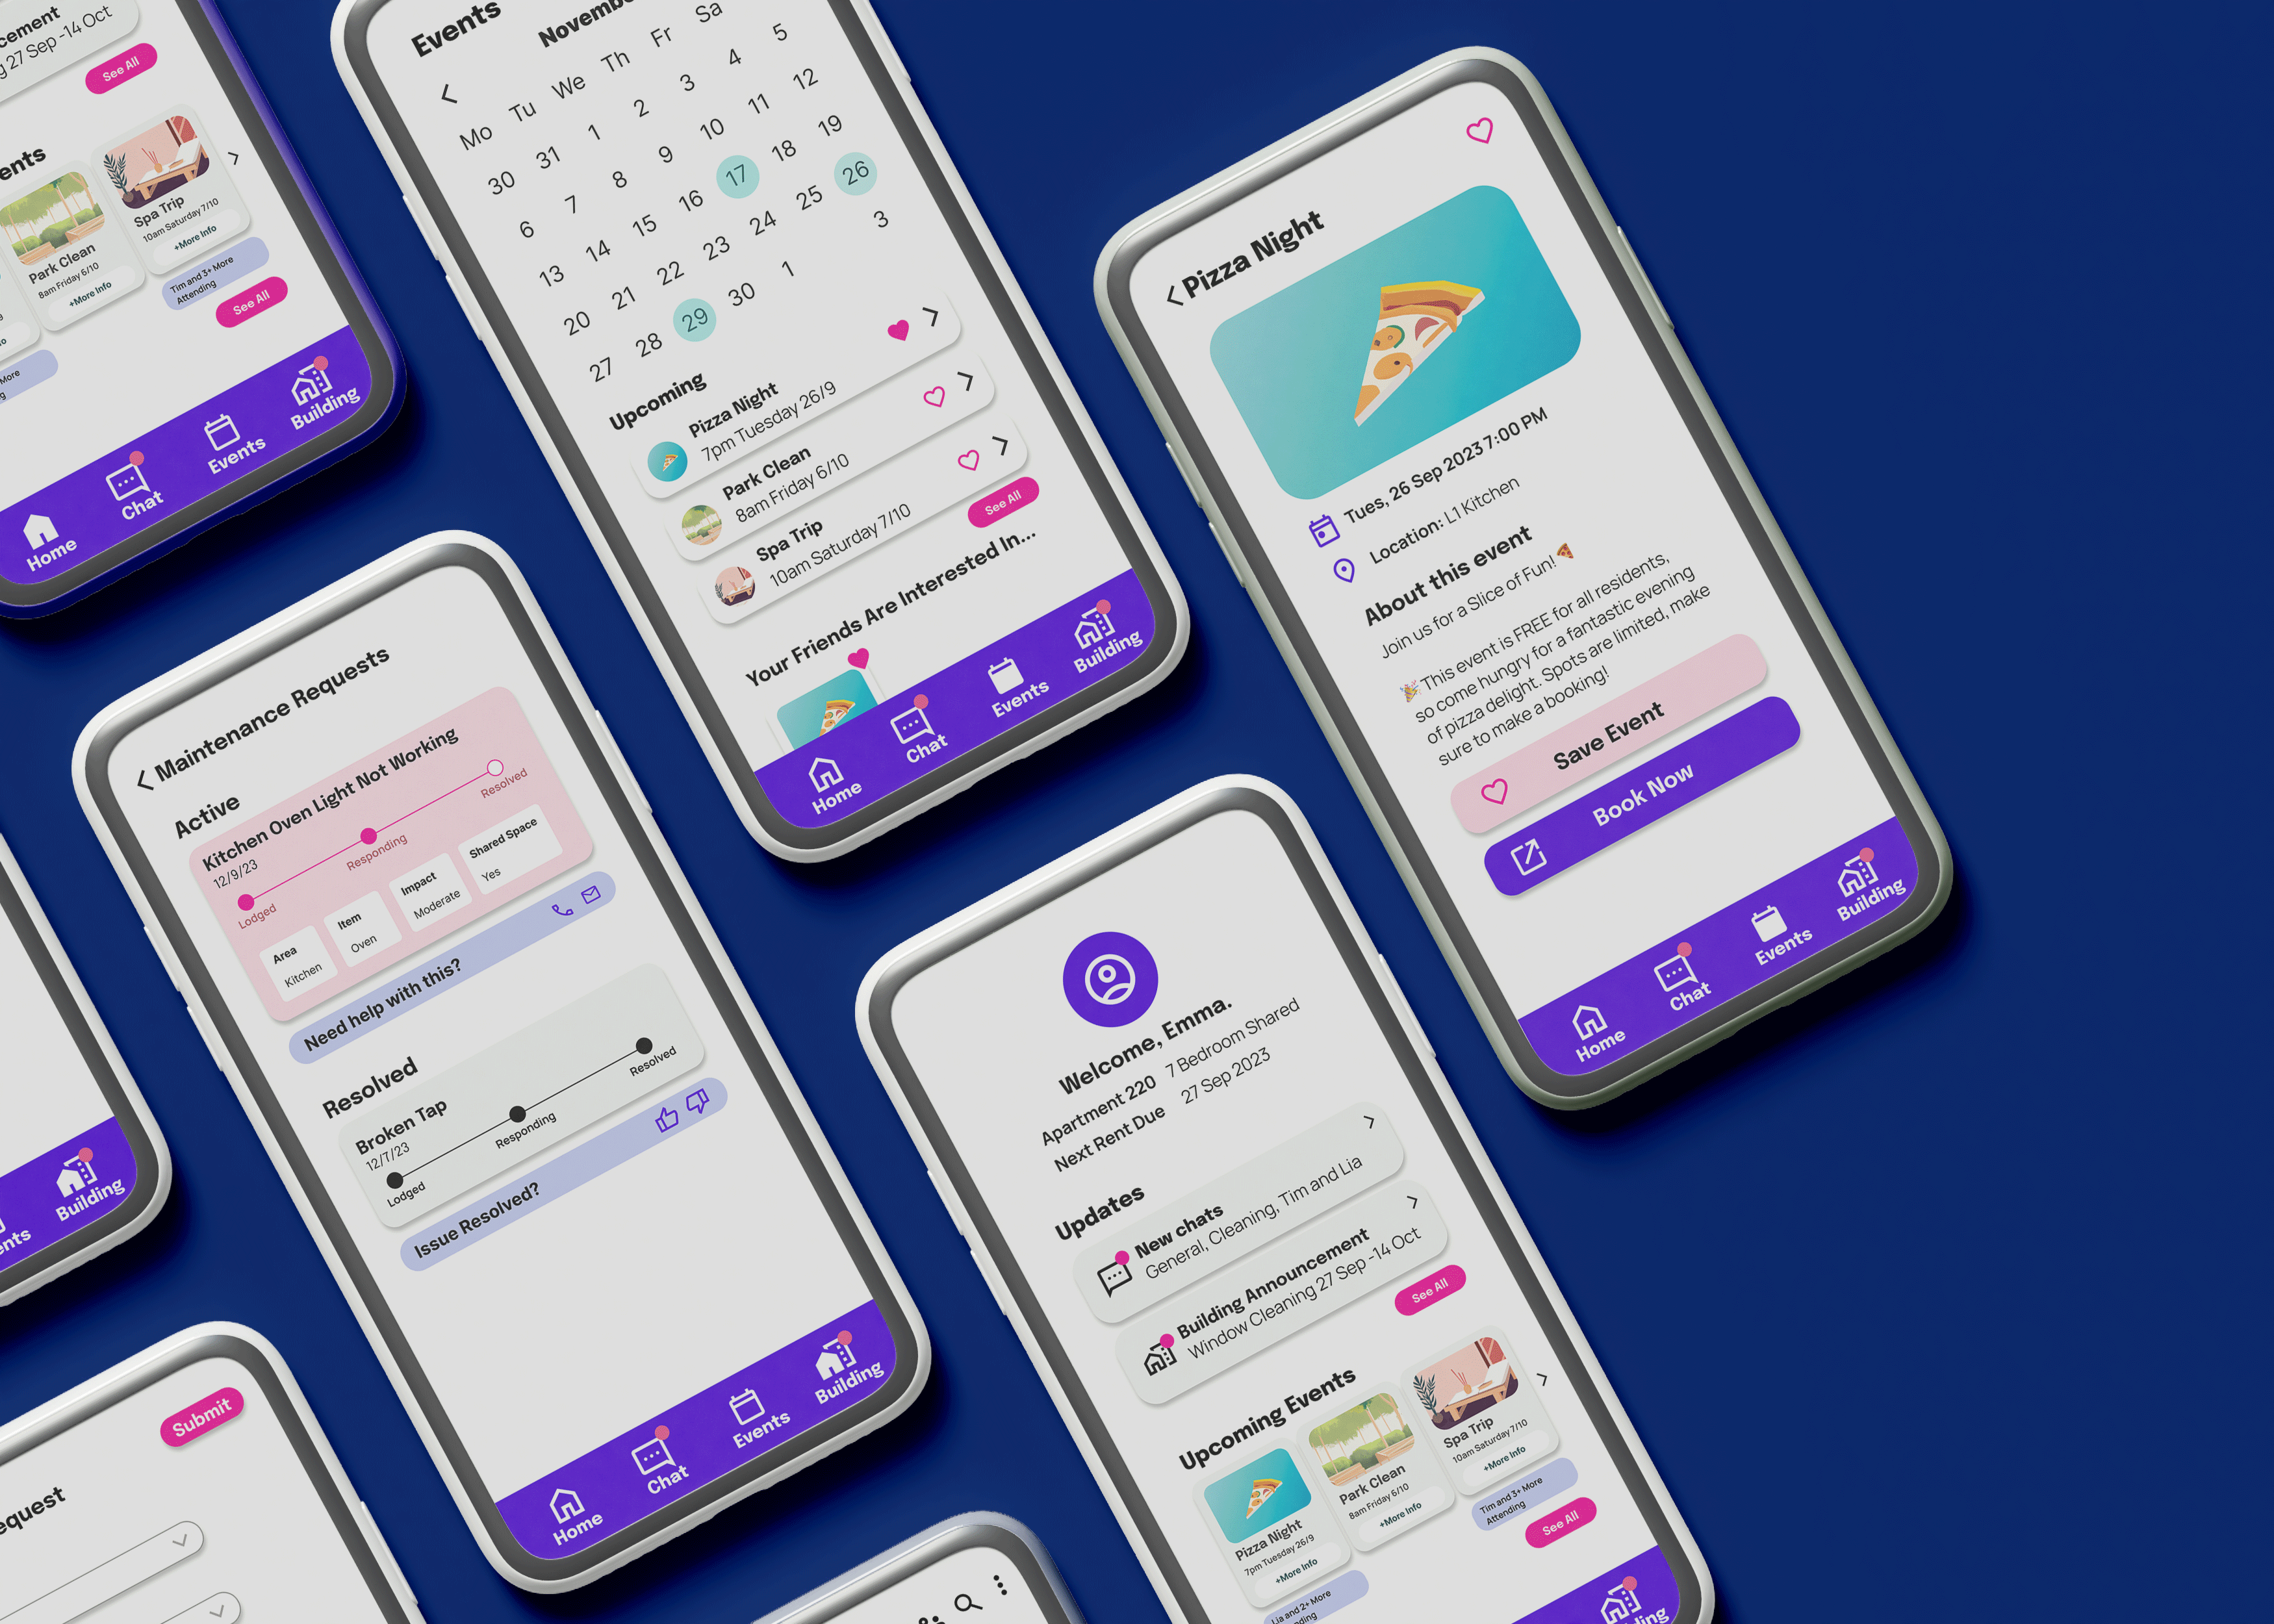 cement
g 27 Sep -14 Oct
See All
ents
Park Clean
8am Friday 6/10
+More Info
Spa Trip
10am Saturday 7/10
+More Info
Tim and 3+ More
Attending
More
See All
Home
Chat
Events
Building
Events
Novembe
Mo Tu We Th Fr Sa
30 31 1 2 3 4 5
6 7 8 9 10 11 12
13 14 15 16 17 18 19
20 21 22 23 24 25 26
27 28 29 30 1 3
Upcoming
Pizza Night
7pm Tuesday 26/9
Park Clean
8am Friday 6/10
Spa Trip
10am Saturday 7/10
See All
Your Friends Are Interested In...
Home
Chat
Events
Building
Pizza Night
Tues, 26 Sep 2023 7:00 PM
Location: L1 Kitchen
About this event
Join us for a Slice of Fun! 🍕
🎉This event is FREE for all residents,
so come hungry for a fantastic evening
of pizza delight. Spots are limited, make
sure to make a booking!
Save Event
Book Now
Home
Chat
Events
Building
Maintenance Requests
Active
Kitchen Oven Light Not Working
12/9/23
Lodged
Responding
Resolved
Area
Kitchen
Item
Oven
Impact
Moderate
Shared Space
Yes
Need help with this?
Resolved
Broken Tap
12/7/23
Lodged
Responding
Resolved
Issue Resolved?
Home
Chat
Events
Building
Welcome, Emma.
Apartment 220 7 Bedroom Shared
Next Rent Due 27 Sep 2023
Updates
New chats
General, Cleaning, Tim and Lia
Building Announcement
Window Cleaning 27 Sep -14 Oct
See All
Upcoming Events
Pizza Night
7pm Tuesday 26/9
+More Info
Lia and 2+ More
ending
Park Clean
8am Friday 6/10
+More Info
Spa Trip
10am Saturday 7/10
+More Info
Tim and 3+ More
Attending
See All
ilding
ents
Building
Submit
equest